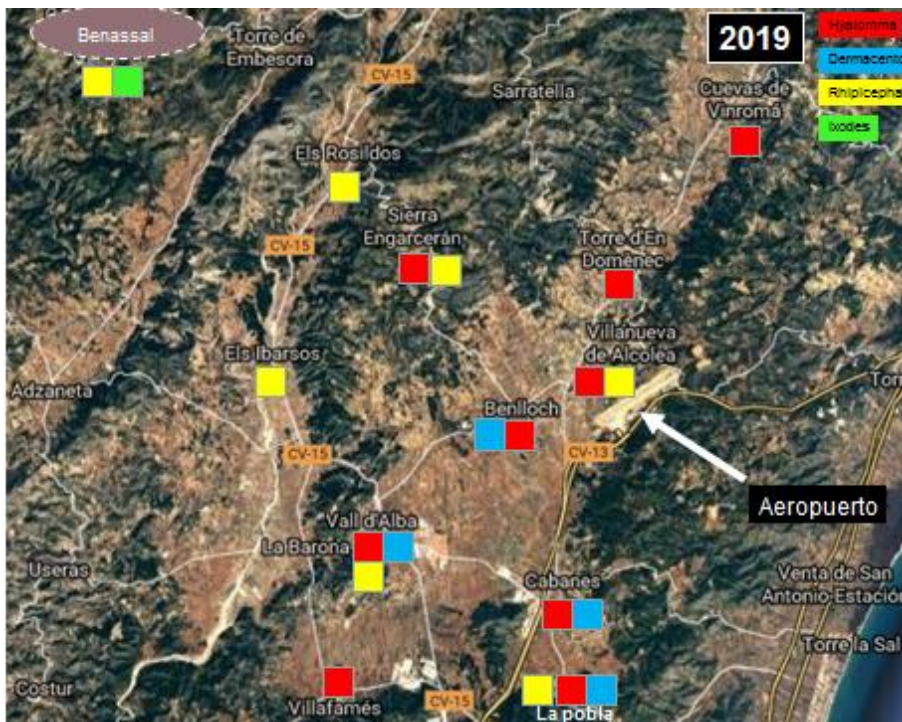 Benassal
Torre de
Embesora
2019
Hyalomma
Dermacento
Rhipicepha
Ixodes
CV-15
Sarratella
Cuevas de
Vinromá
Els Rosildos
Sierra
Engarcerán
CV-15
Torre d'En
Doménec
Villanueva
de Alcolea
Els Ibarsos
Adzaneta
Torr
Benlloch
CV-15
CV-13
Aeropuerto
Vall d'Alba
La Barona
Useras
Cabanes
Venta de San
Antonio-Estación
Torre la Sal
Costur
Villafamés
CV-15
La pobla